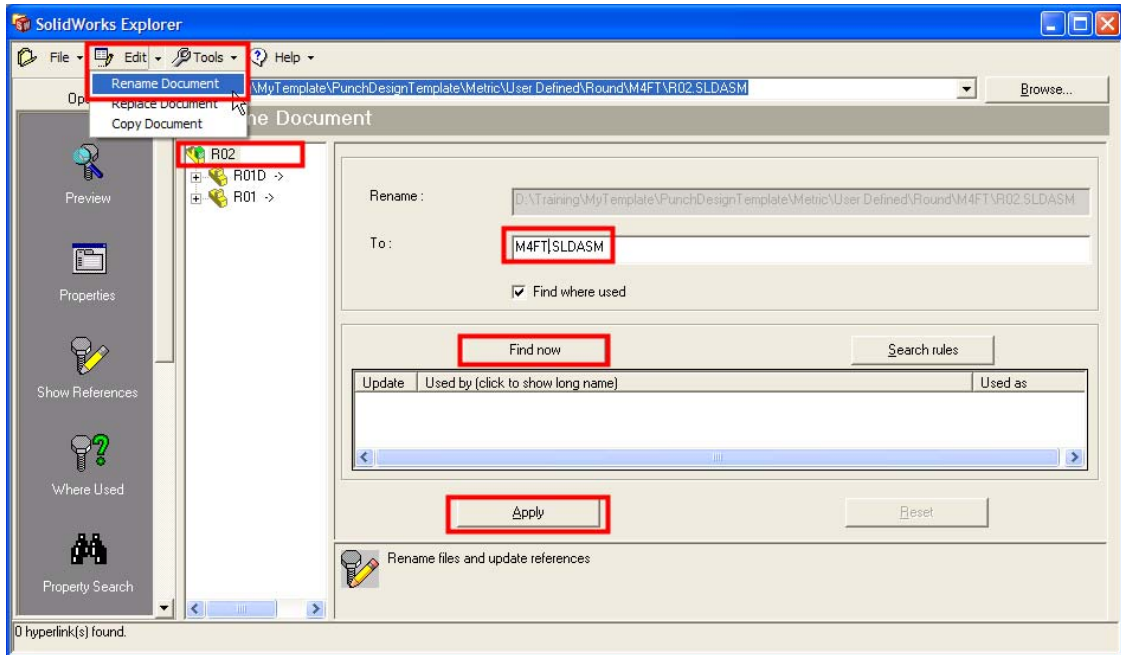 SolidWorks Explorer
File Edit Tools Help
Rename Document
Replace Document
Copy Document
\MyTemplate\PunchDesignTemplate\Metric\User Defined\Round\M4FT\R02.SLDASM
Browse...
Preview
Properties
Show References
Where Used
Property Search
R02
R01D ->
R01 ->
Rename :
D:\Training\MyTemplate\PunchDesignTemplate\Metric\User Defined\Round\M4FT\R02.SLDASM
To :
M4FT.SLDASM
Find where used
Find now
Search rules
Update Used by (click to show long name) Used as
Apply
Reset
Rename files and update references
0 hyperlink(s) found.